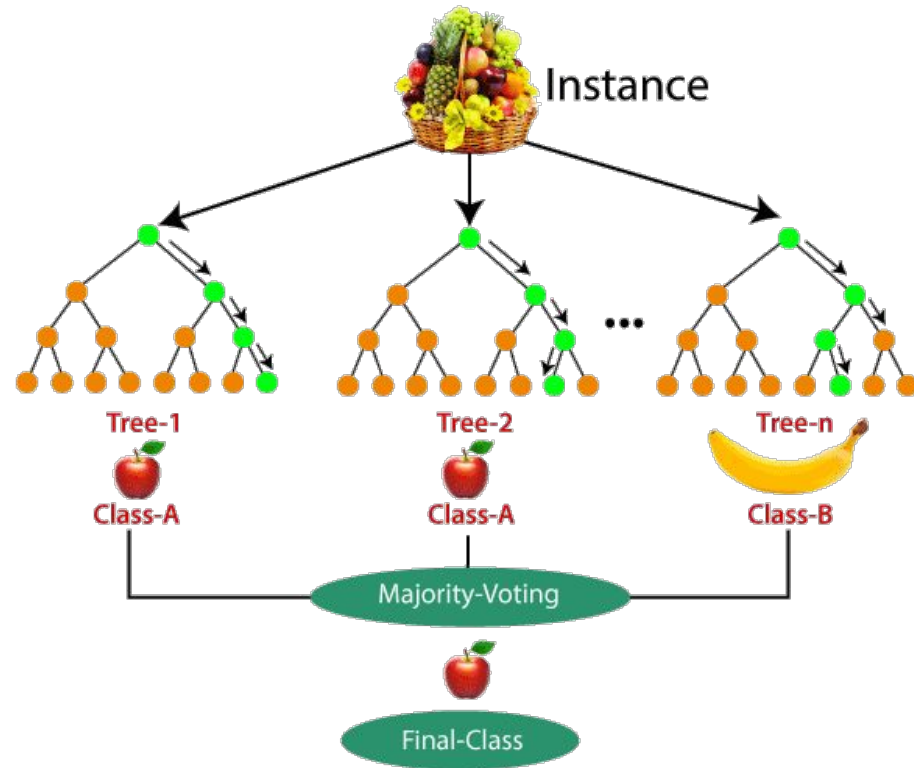 Instance
...
Tree-1
Tree-2
Tree-n
Class-A
Class-A
Class-B
Majority-Voting
Final-Class